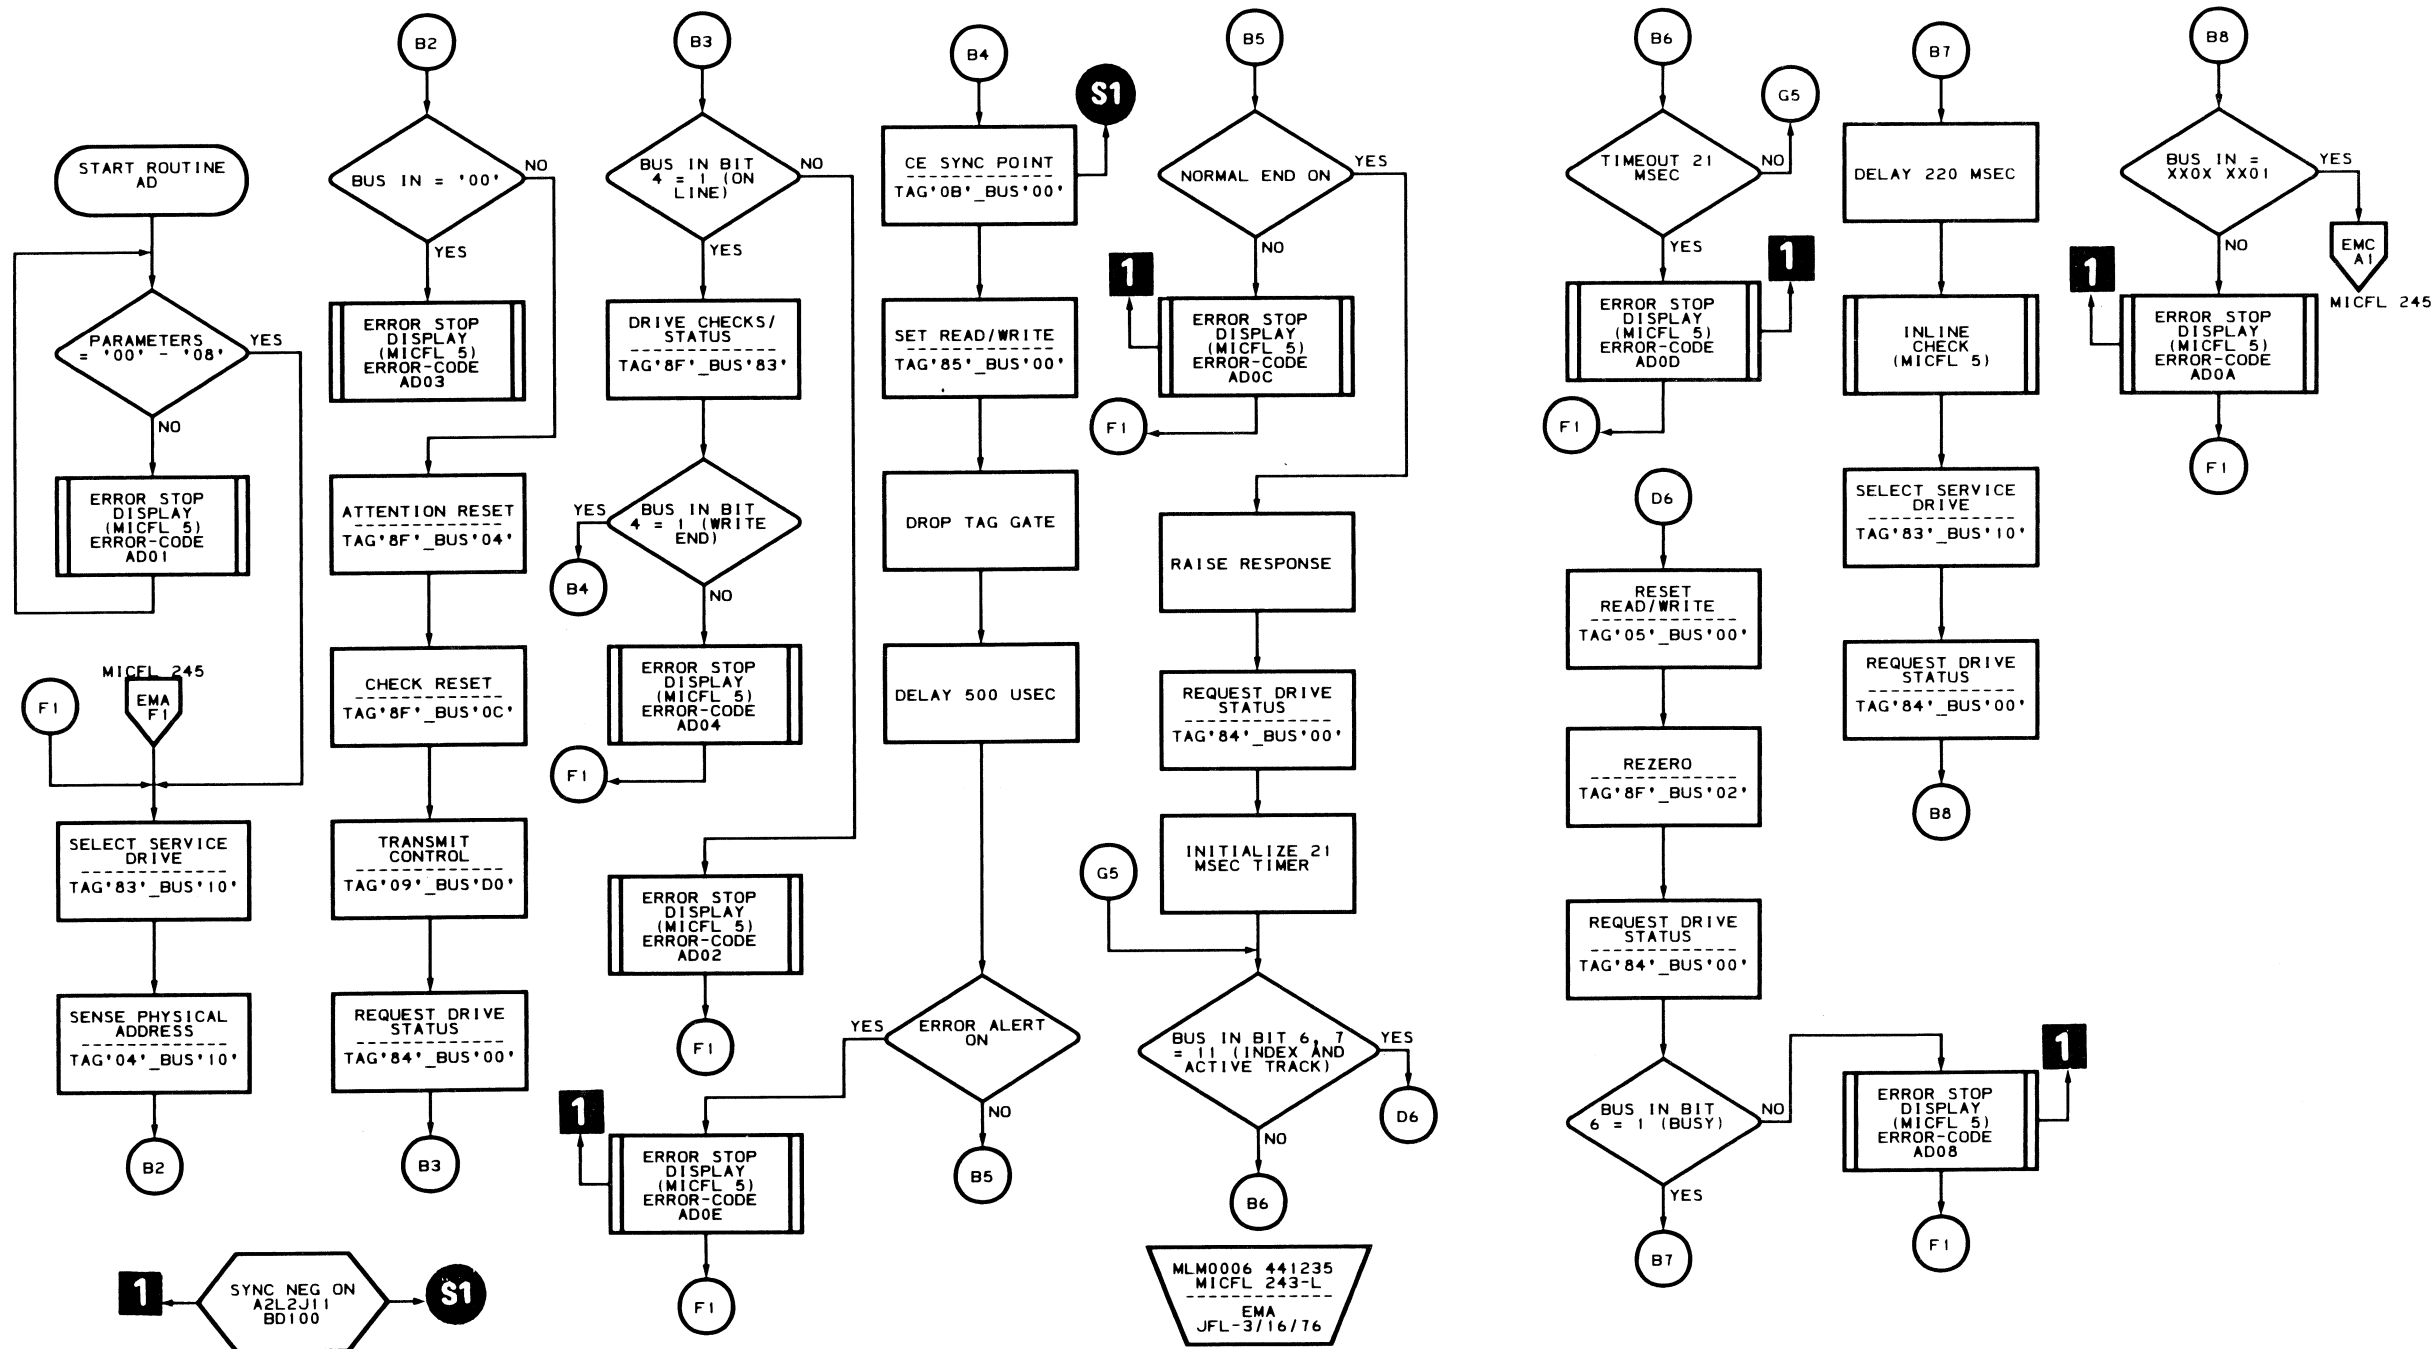 START ROUTINE
AD
PARAMETERS
= '00' - '08'
YES
NO
ERROR STOP
DISPLAY
(MICFL 5)
ERROR-CODE
AD01
MICFL 245
F1
EMA
F1
SELECT SERVICE
DRIVE
TAG'83'_BUS'10'
SENSE PHYSICAL
ADDRESS
TAG'04'_BUS'10'
B2
1
SYNC NEG ON
A2L2J11
BD100
S1
B2
BUS IN = '00'
NO
YES
ERROR STOP
DISPLAY
(MICFL 5)
ERROR-CODE
AD03
ATTENTION RESET
TAG'8F'_BUS'04'
CHECK RESET
TAG'8F'_BUS'0C'
TRANSMIT
CONTROL
TAG'09'_BUS'D0'
REQUEST DRIVE
STATUS
TAG'84'_BUS'00'
B3
B3
BUS IN BIT
4 = 1 (ON
LINE)
NO
YES
DRIVE CHECKS/
STATUS
TAG'8F'_BUS'83'
BUS IN BIT
4 = 1 (WRITE
END)
YES
B4
NO
ERROR STOP
DISPLAY
(MICFL 5)
ERROR-CODE
AD04
F1
ERROR STOP
DISPLAY
(MICFL 5)
ERROR-CODE
AD02
F1
1
ERROR STOP
DISPLAY
(MICFL 5)
ERROR-CODE
AD0E
F1
B4
S1
CE SYNC POINT
TAG'0B'_BUS'00'
SET READ/WRITE
TAG'85'_BUS'00'
DROP TAG GATE
DELAY 500 USEC
YES
ERROR ALERT
ON
NO
B5
B5
NORMAL END ON
YES
NO
1
ERROR STOP
DISPLAY
(MICFL 5)
ERROR-CODE
AD0C
F1
RAISE RESPONSE
REQUEST DRIVE
STATUS
TAG'84'_BUS'00'
INITIALIZE 21
MSEC TIMER
G5
BUS IN BIT 6, 7
= 11 (INDEX AND
ACTIVE TRACK)
YES
D6
NO
B6
MLM0006 441235
MICFL 243-L
EMA
JFL-3/16/76
B6
G5
TIMEOUT 21
MSEC
NO
YES
1
ERROR STOP
DISPLAY
(MICFL 5)
ERROR-CODE
AD0D
F1
D6
RESET
READ/WRITE
TAG'05'_BUS'00'
REZERO
TAG'8F'_BUS'02'
REQUEST DRIVE
STATUS
TAG'84'_BUS'00'
BUS IN BIT
6 = 1 (BUSY)
NO
YES
B7
B7
DELAY 220 MSEC
INLINE
CHECK
(MICFL 5)
SELECT SERVICE
DRIVE
TAG'83'_BUS'10'
REQUEST DRIVE
STATUS
TAG'84'_BUS'00'
B8
1
ERROR STOP
DISPLAY
(MICFL 5)
ERROR-CODE
AD08
F1
B8
BUS IN =
XX0X XX01
YES
EMC
A1
MICFL 245
NO
1
ERROR STOP
DISPLAY
(MICFL 5)
ERROR-CODE
AD0A
F1